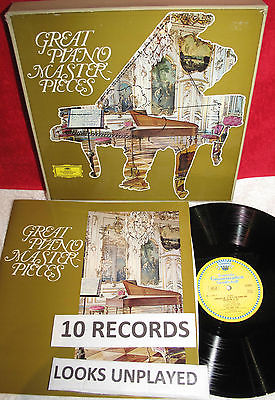 GREAT
PIANO
MASTER
PIECES
GREAT
PIANO
MASTER
PIECES
10 RECORDS
LOOKS UNPLAYED